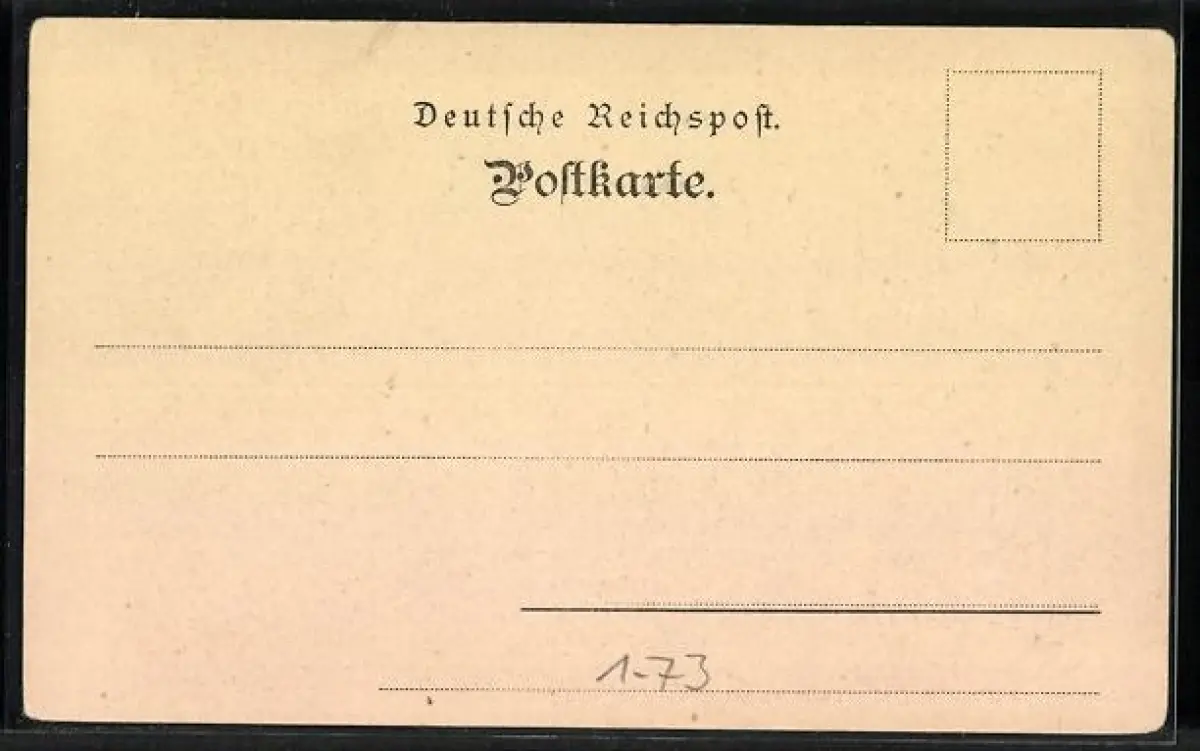 Deutſche Reichspoſt.
Poſtkarte.
1-73